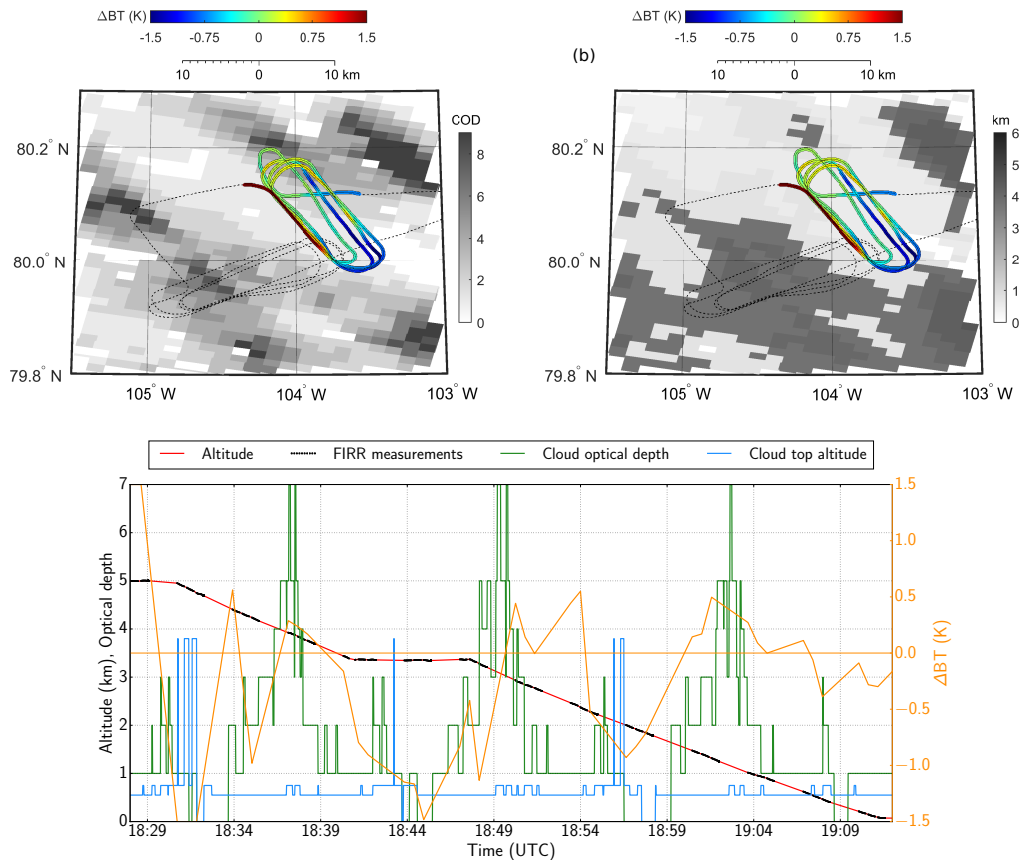 ΔBT (K)
-1.5 -0.75 0 0.75 1.5
10 0 10 km
COD
8
6
4
2
0
80.2° N
80.0° N
79.8° N
105° W 104° W 103° W
(b)
ΔBT (K)
-1.5 -0.75 0 0.75 1.5
10 0 10 km
km
6
5
4
3
2
1
0
80.2° N
80.0° N
79.8° N
105° W 104° W 103° W
Altitude FIRR measurements Cloud optical depth Cloud top altitude
Altitude (km), Optical depth
7
6
5
4
3
2
1
0
1.5
1.0
0.5
0.0
−0.5
−1.0
−1.5
ΔBT (K)
18:29 18:34 18:39 18:44 18:49 18:54 18:59 19:04 19:09
Time (UTC)